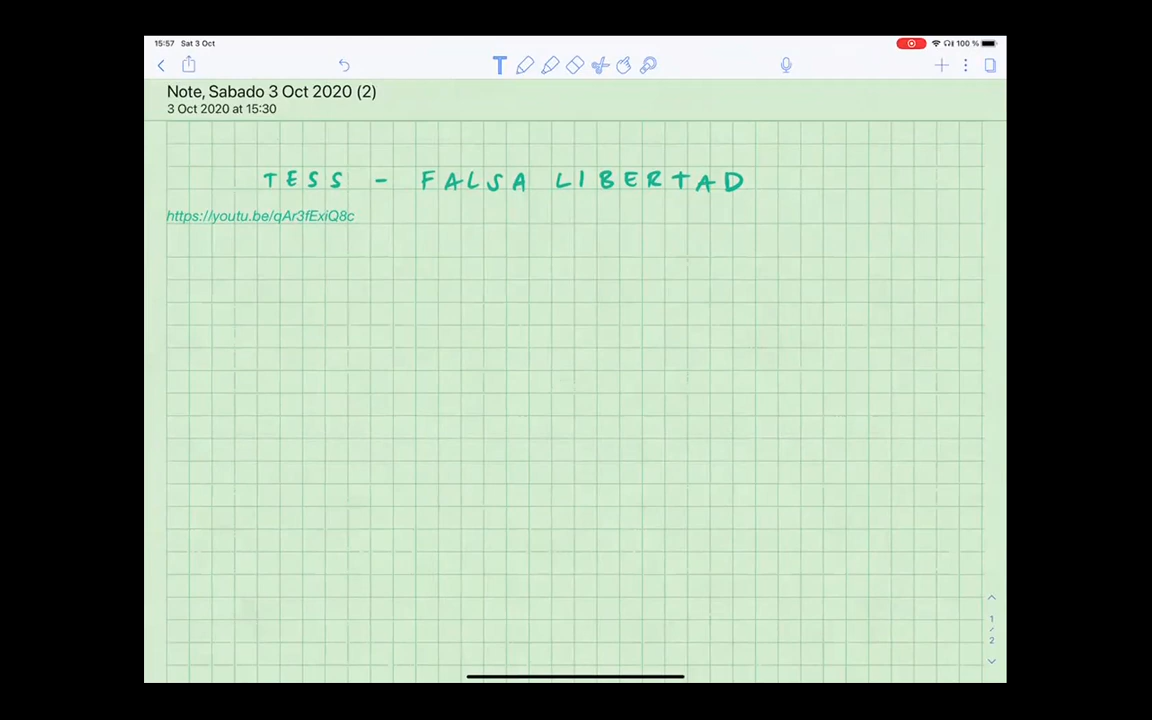 15:57 Sat 3 Oct 100 %
T
Note, Sabado 3 Oct 2020 (2)
3 Oct 2020 at 15:30
TESS - FALSA LIBERTAD
https://youtu.be/qAr3fExiQ8c
1
2